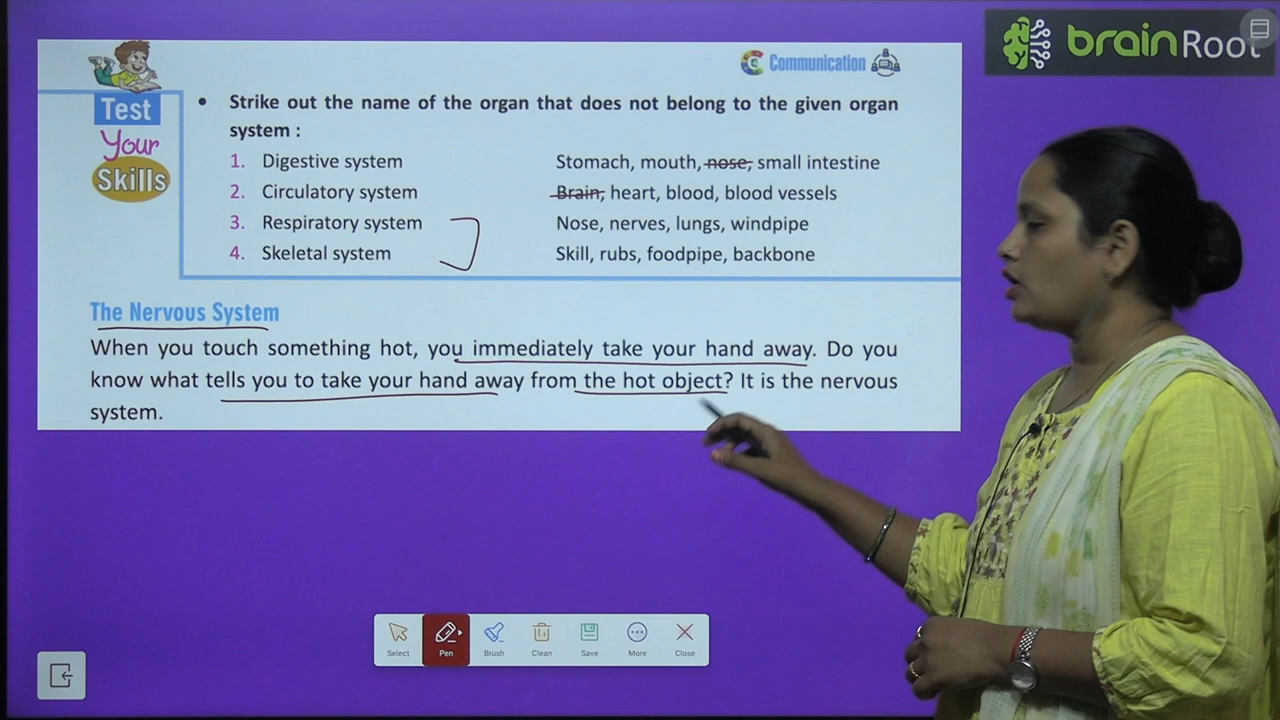 brainRoot
Communication
Test
Your
Skills
• Strike out the name of the organ that does not belong to the given organ
system :
1. Digestive system Stomach, mouth, nose, small intestine
2. Circulatory system Brain, heart, blood, blood vessels
3. Respiratory system Nose, nerves, lungs, windpipe
4. Skeletal system Skill, rubs, foodpipe, backbone
The Nervous System
When you touch something hot, you immediately take your hand away. Do you
know what tells you to take your hand away from the hot object? It is the nervous
system.
Select Pen Brush Clean Save More Close